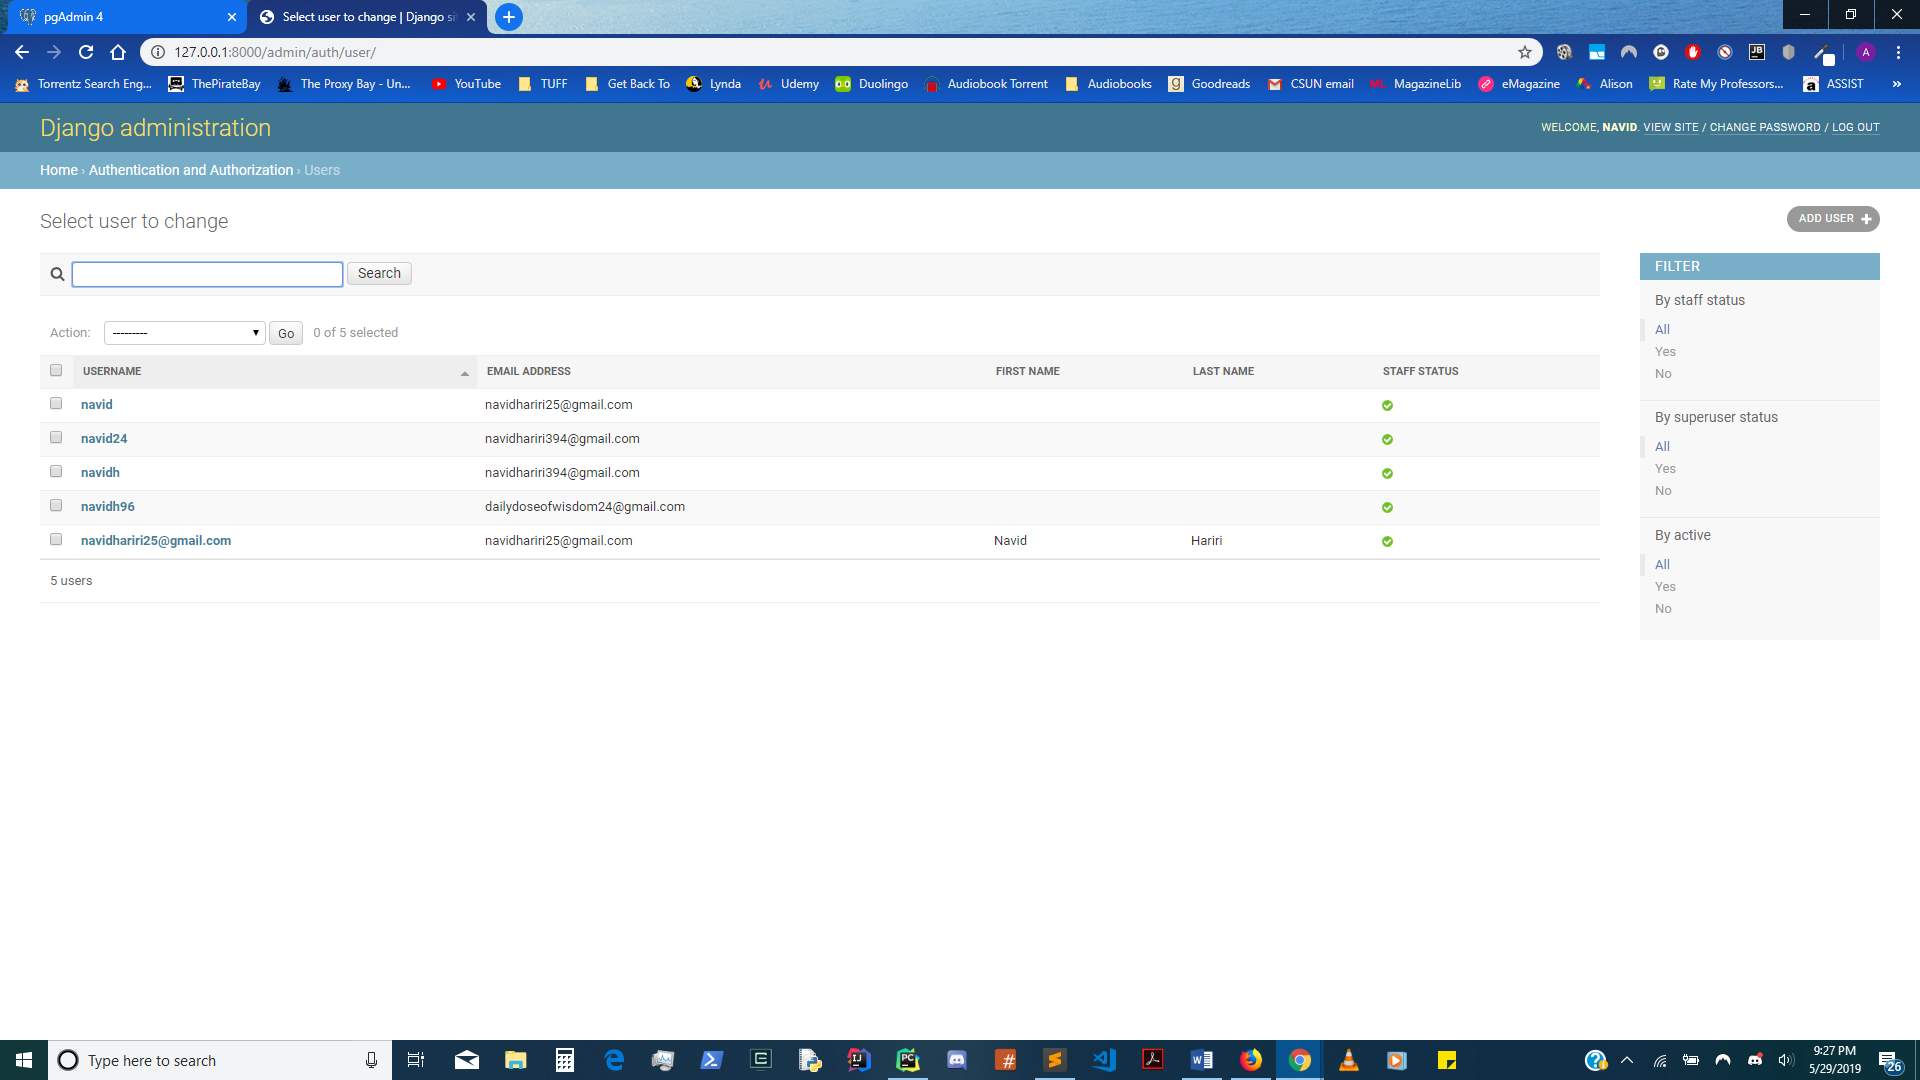 pgAdmin 4
Select user to change | Django si
127.0.0.1:8000/admin/auth/user/
A
Torrentz Search Eng... ThePirateBay The Proxy Bay - Un... YouTube TUFF Get Back To Lynda Udemy Duolingo Audiobook Torrent Audiobooks Goodreads CSUN email MagazineLib eMagazine Alison Rate My Professors... ASSIST »
Django administration
WELCOME, NAVID. VIEW SITE / CHANGE PASSWORD / LOG OUT
Home › Authentication and Authorization › Users
Select user to change
ADD USER +
Search
Action: --------- Go 0 of 5 selected
USERNAME EMAIL ADDRESS FIRST NAME LAST NAME STAFF STATUS
navid navidhariri25@gmail.com
navid24 navidhariri394@gmail.com
navidh navidhariri394@gmail.com
navidh96 dailydoseofwisdom24@gmail.com
navidhariri25@gmail.com navidhariri25@gmail.com Navid Hariri
5 users
FILTER
By staff status
All
Yes
No
By superuser status
All
Yes
No
By active
All
Yes
No
Type here to search
9:27 PM
5/29/2019
26